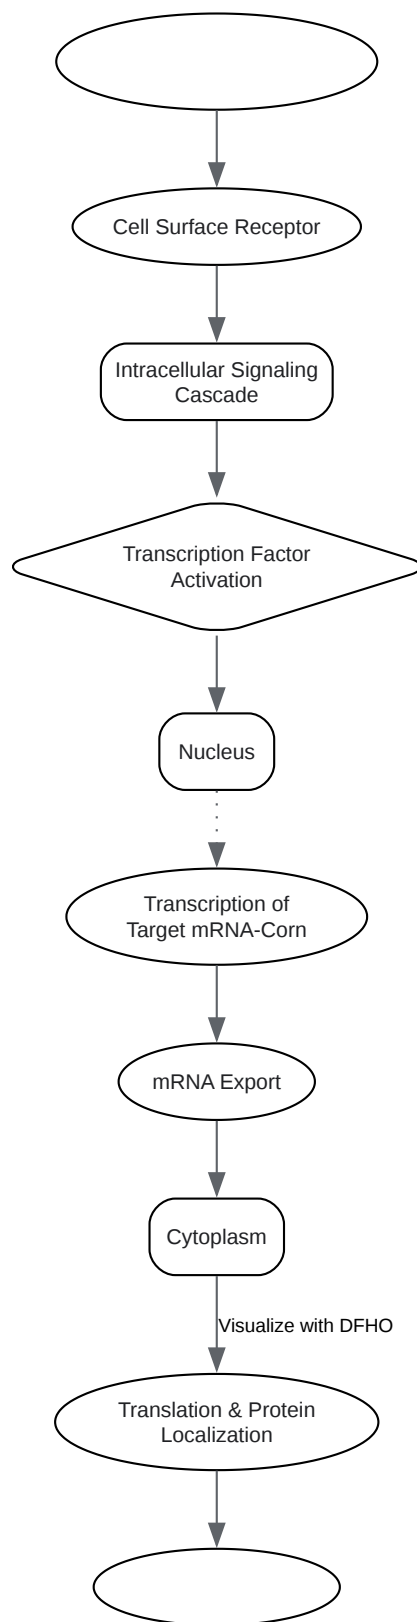 Cell Surface Receptor
Intracellular Signaling
Cascade
Transcription Factor
Activation
Nucleus
Transcription of
Target mRNA-Corn
mRNA Export
Cytoplasm
Visualize with DFHO
Translation & Protein
Localization